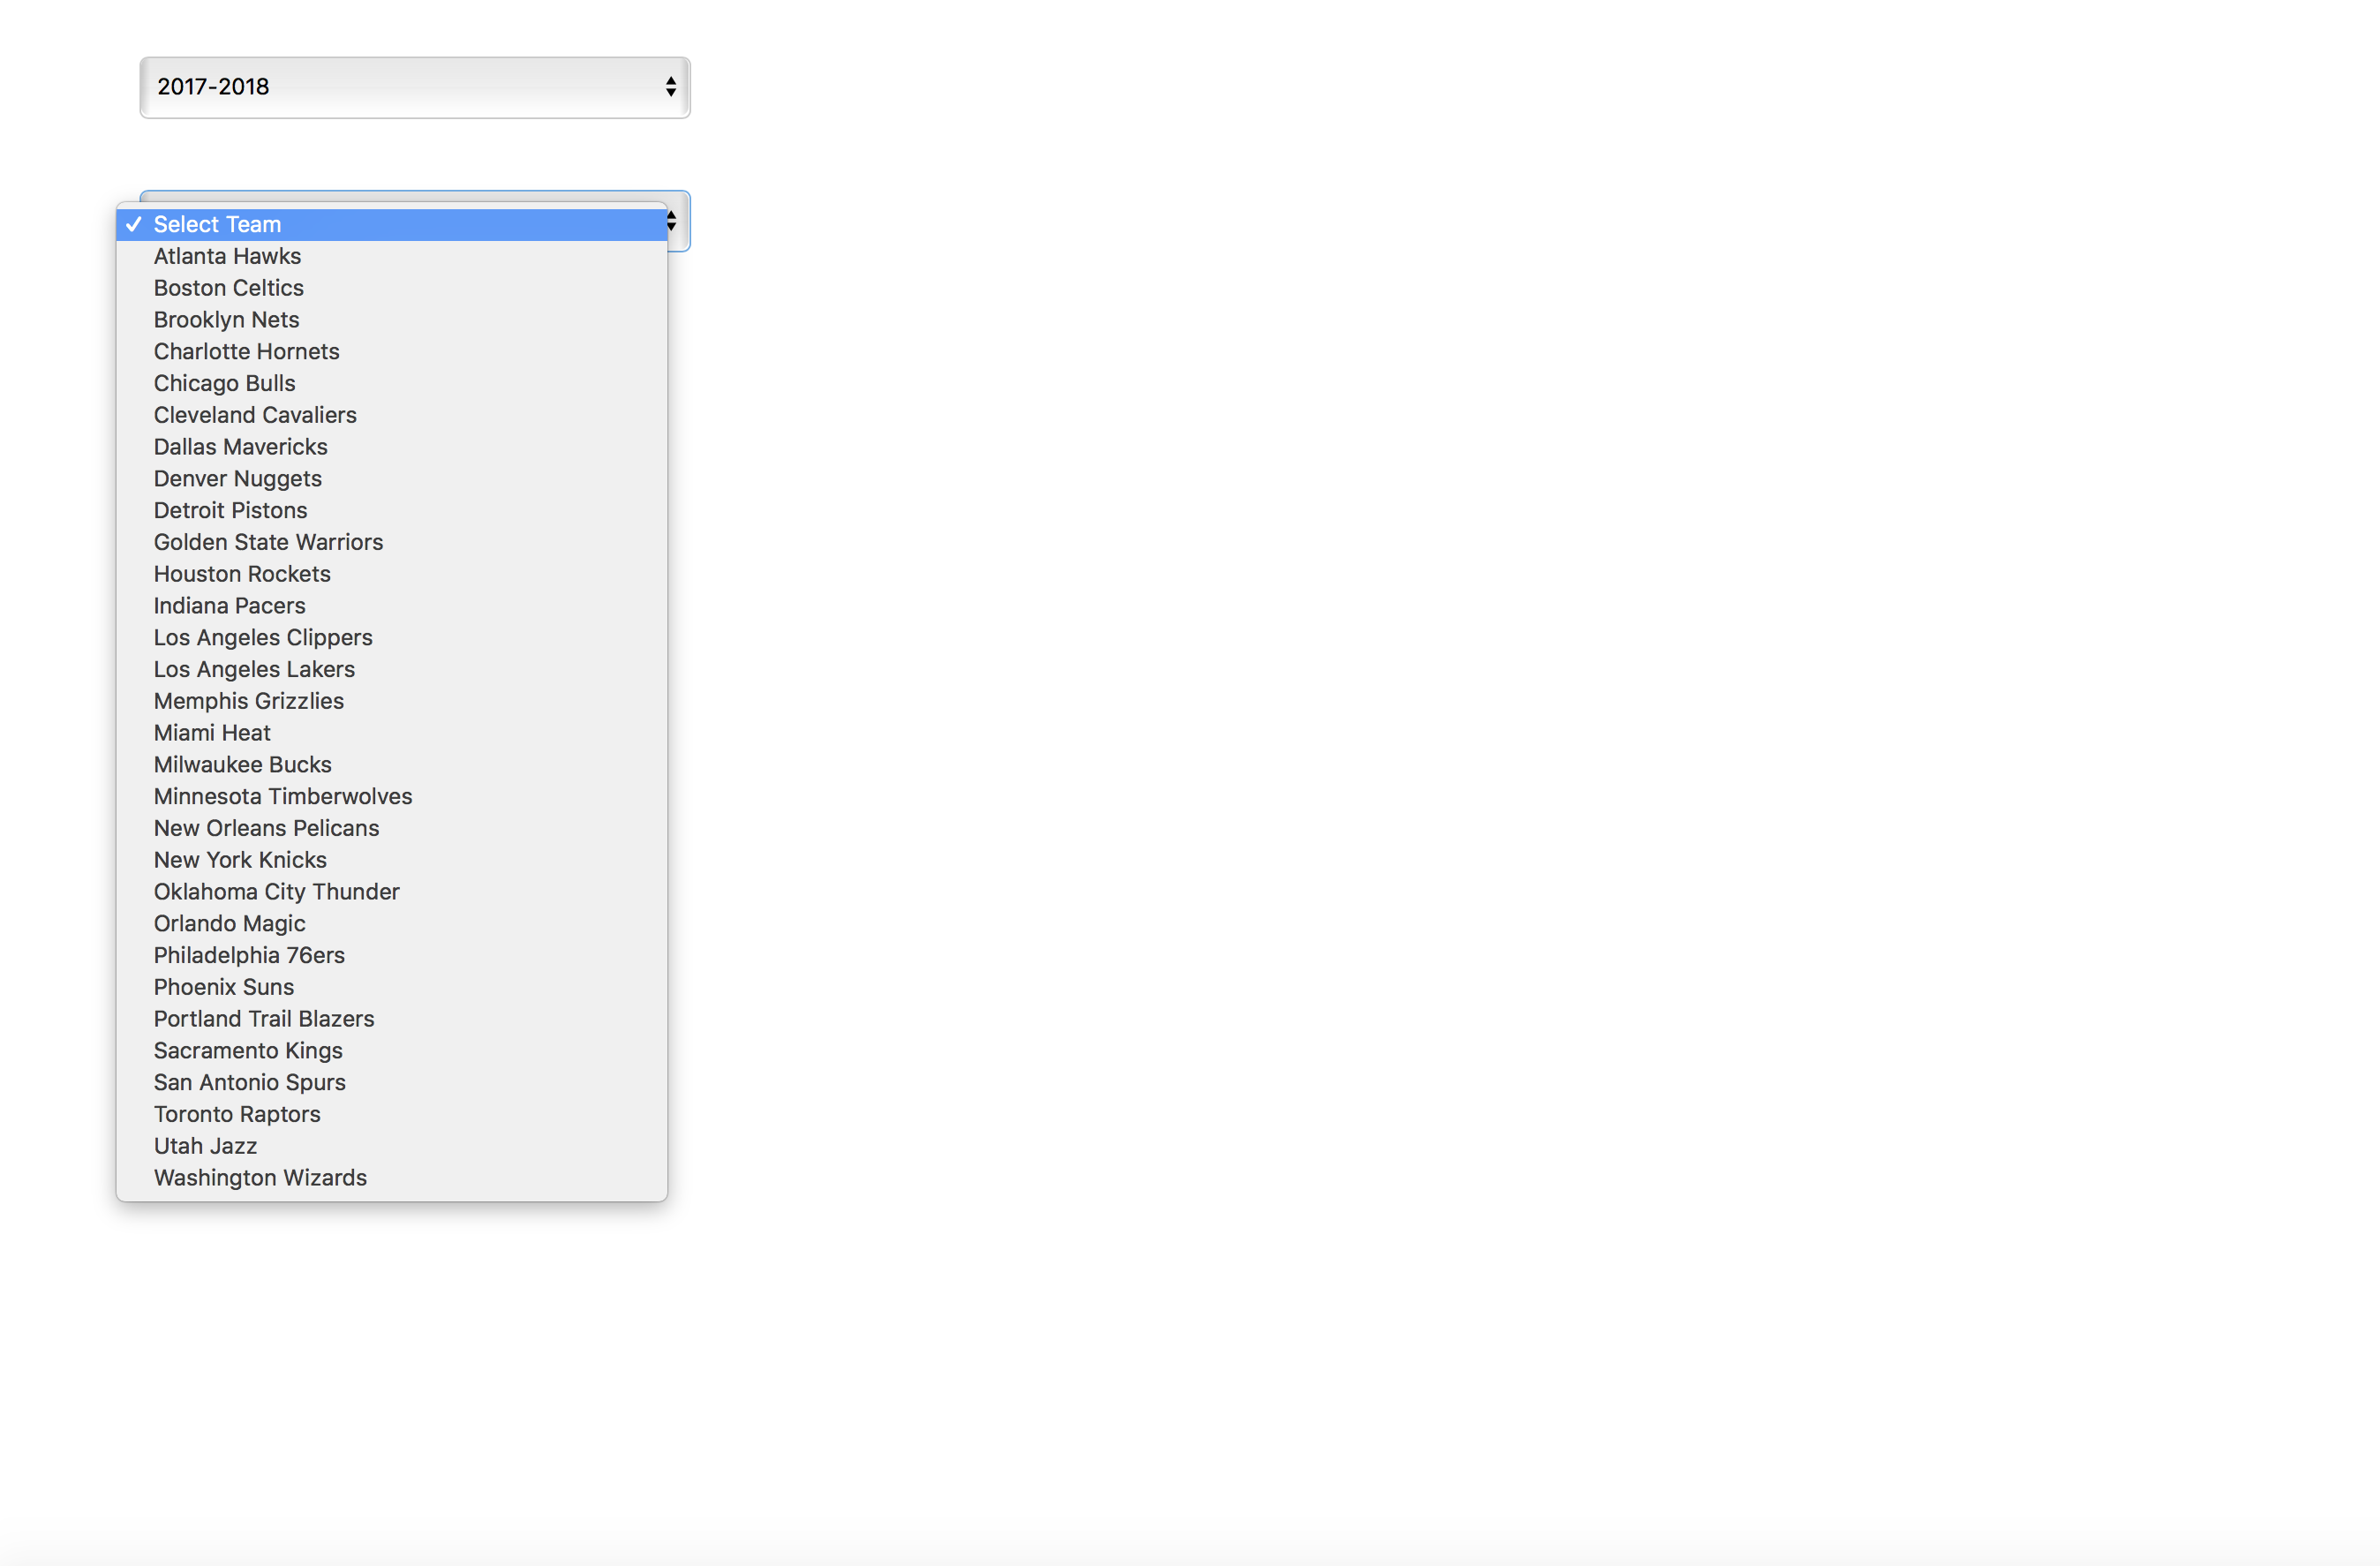 2017-2018
Select Team
Atlanta Hawks
Boston Celtics
Brooklyn Nets
Charlotte Hornets
Chicago Bulls
Cleveland Cavaliers
Dallas Mavericks
Denver Nuggets
Detroit Pistons
Golden State Warriors
Houston Rockets
Indiana Pacers
Los Angeles Clippers
Los Angeles Lakers
Memphis Grizzlies
Miami Heat
Milwaukee Bucks
Minnesota Timberwolves
New Orleans Pelicans
New York Knicks
Oklahoma City Thunder
Orlando Magic
Philadelphia 76ers
Phoenix Suns
Portland Trail Blazers
Sacramento Kings
San Antonio Spurs
Toronto Raptors
Utah Jazz
Washington Wizards